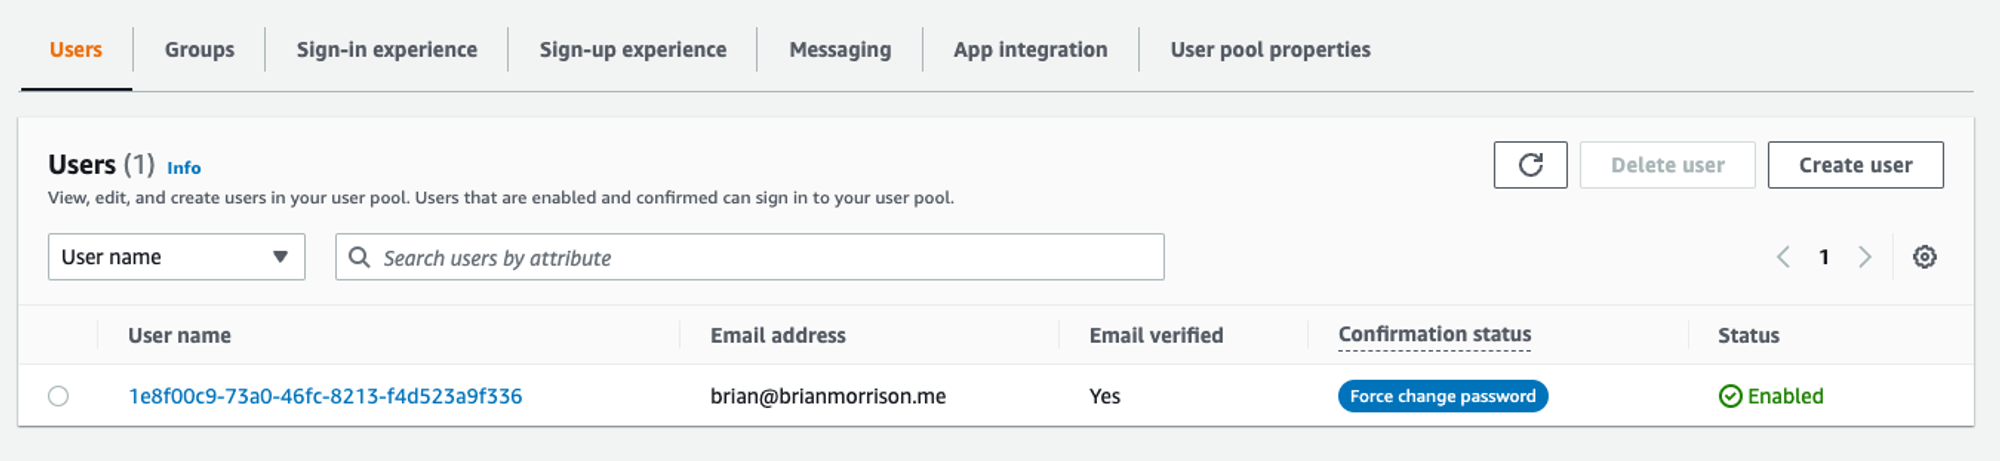 Users Groups Sign-in experience Sign-up experience Messaging App integration User pool properties
Users (1) Info
View, edit, and create users in your user pool. Users that are enabled and confirmed can sign in to your user pool.
Delete user Create user
User name Search users by attribute 1
User name Email address Email verified Confirmation status Status
1e8f00c9-73a0-46fc-8213-f4d523a9f336 brian@brianmorrison.me Yes Force change password Enabled